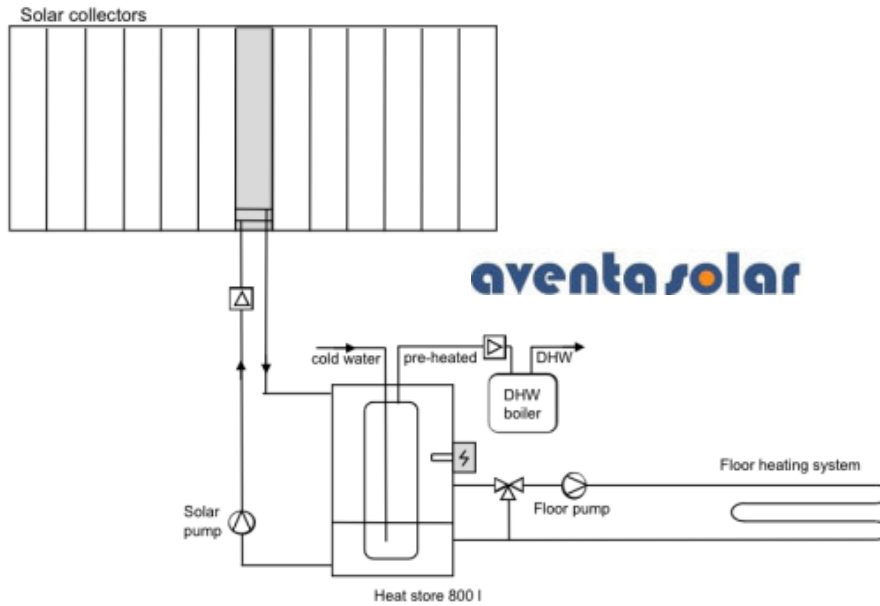 Solar collectors
aventa solar
cold water
pre-heated
DHW
DHW
boiler
Floor heating system
Solar
pump
Floor pump
Heat store 800 l